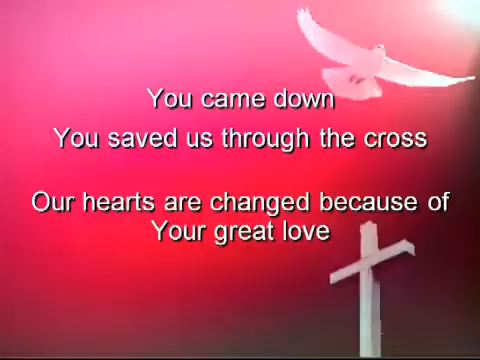 You came down
You saved us through the cross
Our hearts are changed because of
Your great love